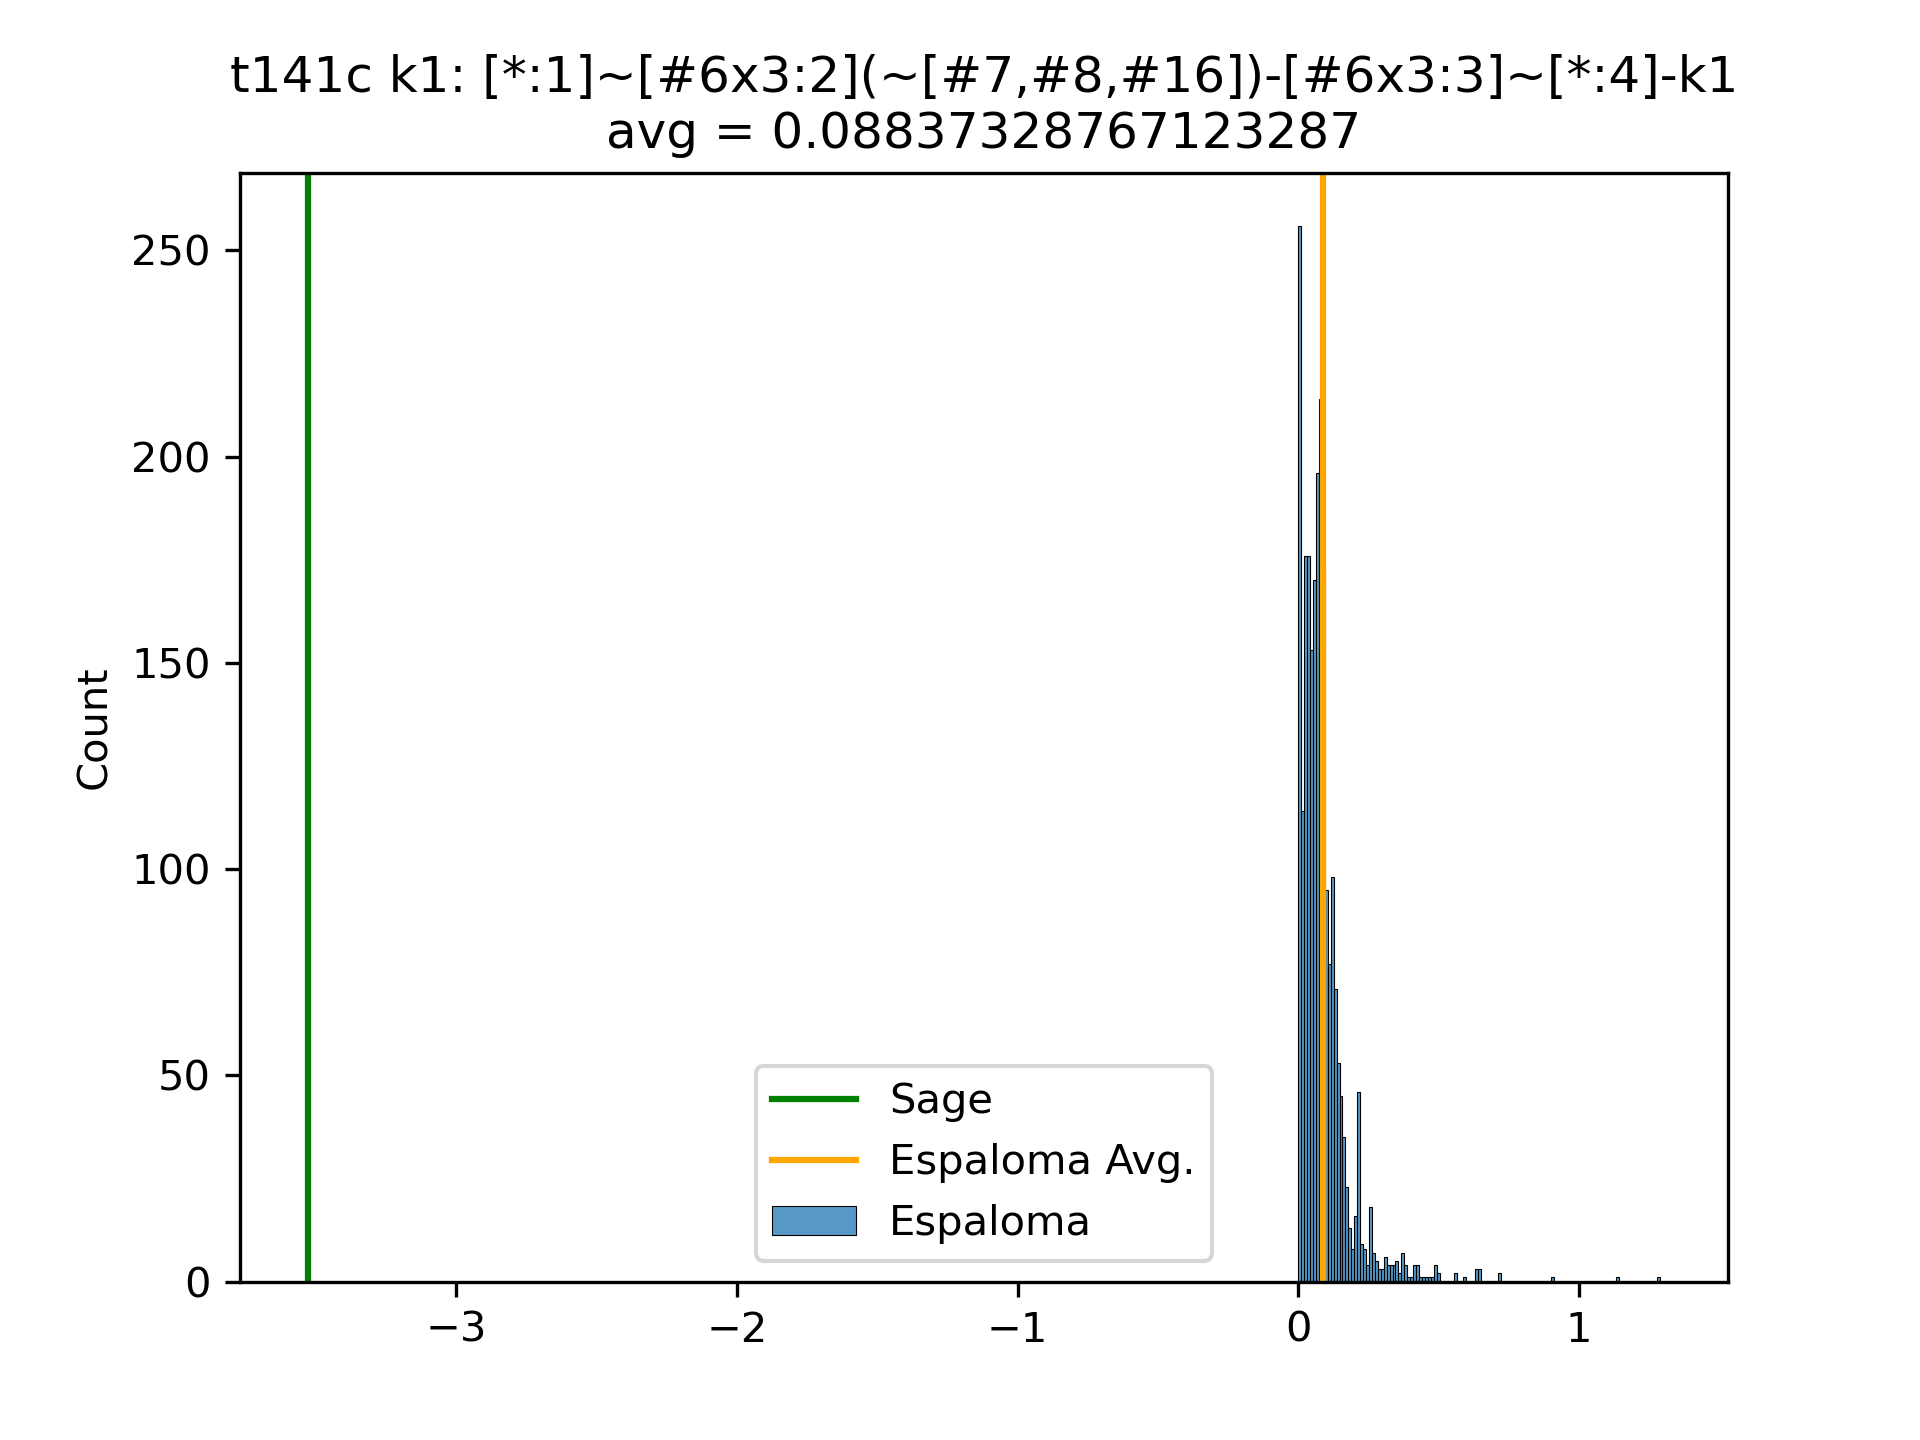 t141c k1: [*:1]~[#6x3:2](~[#7,#8,#16])-[#6x3:3]~[*:4]-k1
avg = 0.08837328767123287
250
200
150
100
50
0
Count
Sage
Espaloma Avg.
Espaloma
−3
−2
−1
0
1